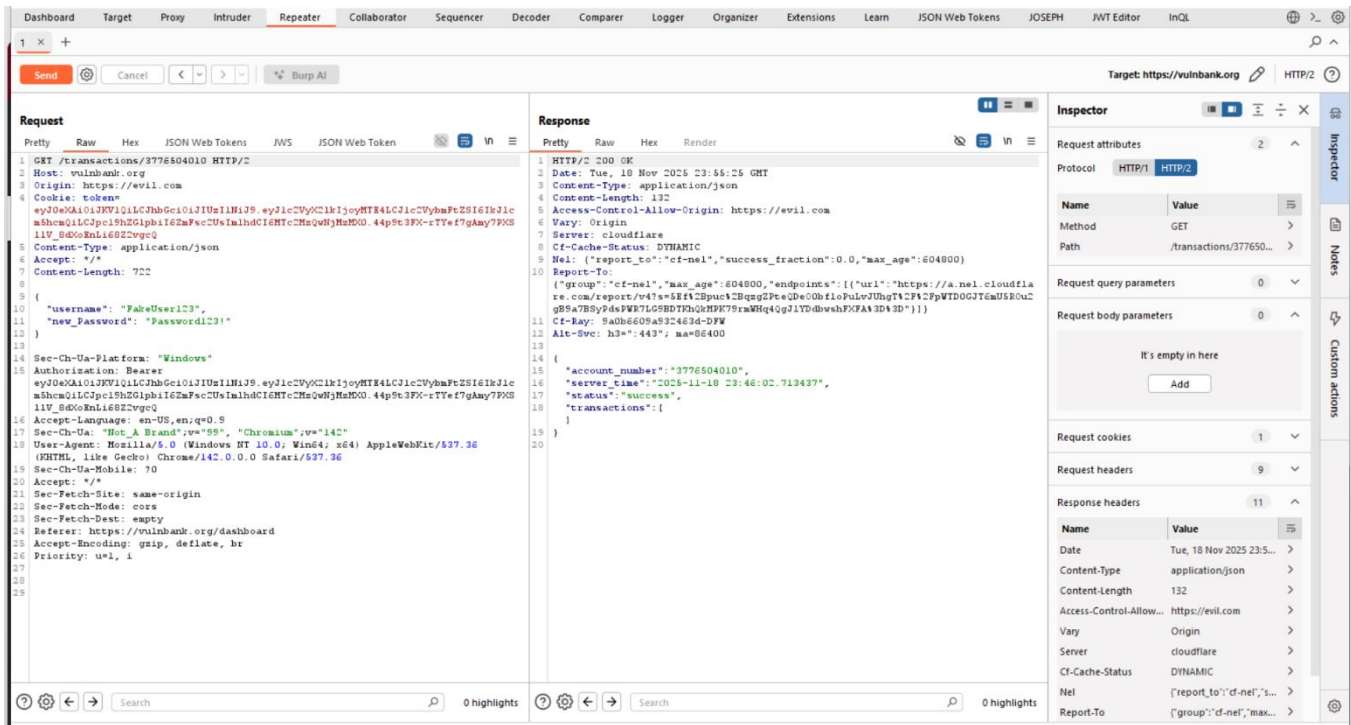 Dashboard Target Proxy Intruder Repeater Collaborator Sequencer Decoder Comparer Logger Organizer Extensions Learn JSON Web Tokens JOSEPH JWT Editor InQL
1 × +
Send Cancel Burp AI Target: https://vulnbank.org HTTP/2
Request
Pretty Raw Hex JSON Web Tokens JWS JSON Web Token \n
1 GET /transactions/3776504010 HTTP/2
2 Host: vulnbank.org
3 Origin: https://evil.com
4 Cookie: token=
5 Content-Type: application/json
6 Accept: */*
7 Content-Length: 722
8
9 {
10 "username": "FakeUser123",
11 "new_Password": "Password123!"
12 }
13
14 Sec-Ch-Ua-Platform: "Windows"
15 Authorization: Bearer
16 Accept-Language: en-US,en;q=0.9
17 Sec-Ch-Ua: "Not_A Brand";v="99", "Chromium";v="142"
18 User-Agent: Mozilla/5.0 (Windows NT 10.0; Win64; x64) AppleWebKit/537.36
(KHTML, like Gecko) Chrome/142.0.0.0 Safari/537.36
19 Sec-Ch-Ua-Mobile: ?0
20 Accept: */*
21 Sec-Fetch-Site: same-origin
22 Sec-Fetch-Mode: cors
23 Sec-Fetch-Dest: empty
24 Referer: https://vulnbank.org/dashboard
25 Accept-Encoding: gzip, deflate, br
26 Priority: u=1, i
27
28
29
Search 0 highlights
Response
Pretty Raw Hex Render \n
1 HTTP/2 200 OK
2 Date: Tue, 18 Nov 2025 23:55:25 GMT
3 Content-Type: application/json
4 Content-Length: 132
5 Access-Control-Allow-Origin: https://evil.com
6 Vary: Origin
7 Server: cloudflare
8 Cf-Cache-Status: DYNAMIC
9 Nel: {"report_to":"cf-nel","success_fraction":0.0,"max_age":604800}
10 Report-To:
{"group":"cf-nel","max_age":604800,"endpoints":[{"url":"https://a.nel.cloudfla
11 Cf-Ray: 9a0b6609a932463d-DFW
12 Alt-Svc: h3=":443"; ma=86400
13
14 {
15 "account_number":"3776504010",
16 "server_time":"2025-11-18 23:46:02.713437",
17 "status":"success",
18 "transactions":[
]
19 }
20
Search 0 highlights
Inspector
Request attributes 2
Protocol HTTP/1 HTTP/2
Name Value
Method GET
Path /transactions/377650...
Request query parameters 0
Request body parameters 0
It's empty in here
Add
Request cookies 1
Request headers 9
Response headers 11
Name Value
Date Tue, 18 Nov 2025 23:5...
Content-Type application/json
Content-Length 132
Access-Control-Allow... https://evil.com
Vary Origin
Server cloudflare
Cf-Cache-Status DYNAMIC
Nel {"report_to":"cf-nel","s...
Report-To {"group":"cf-nel","max...
Inspector
Notes
Custom actions